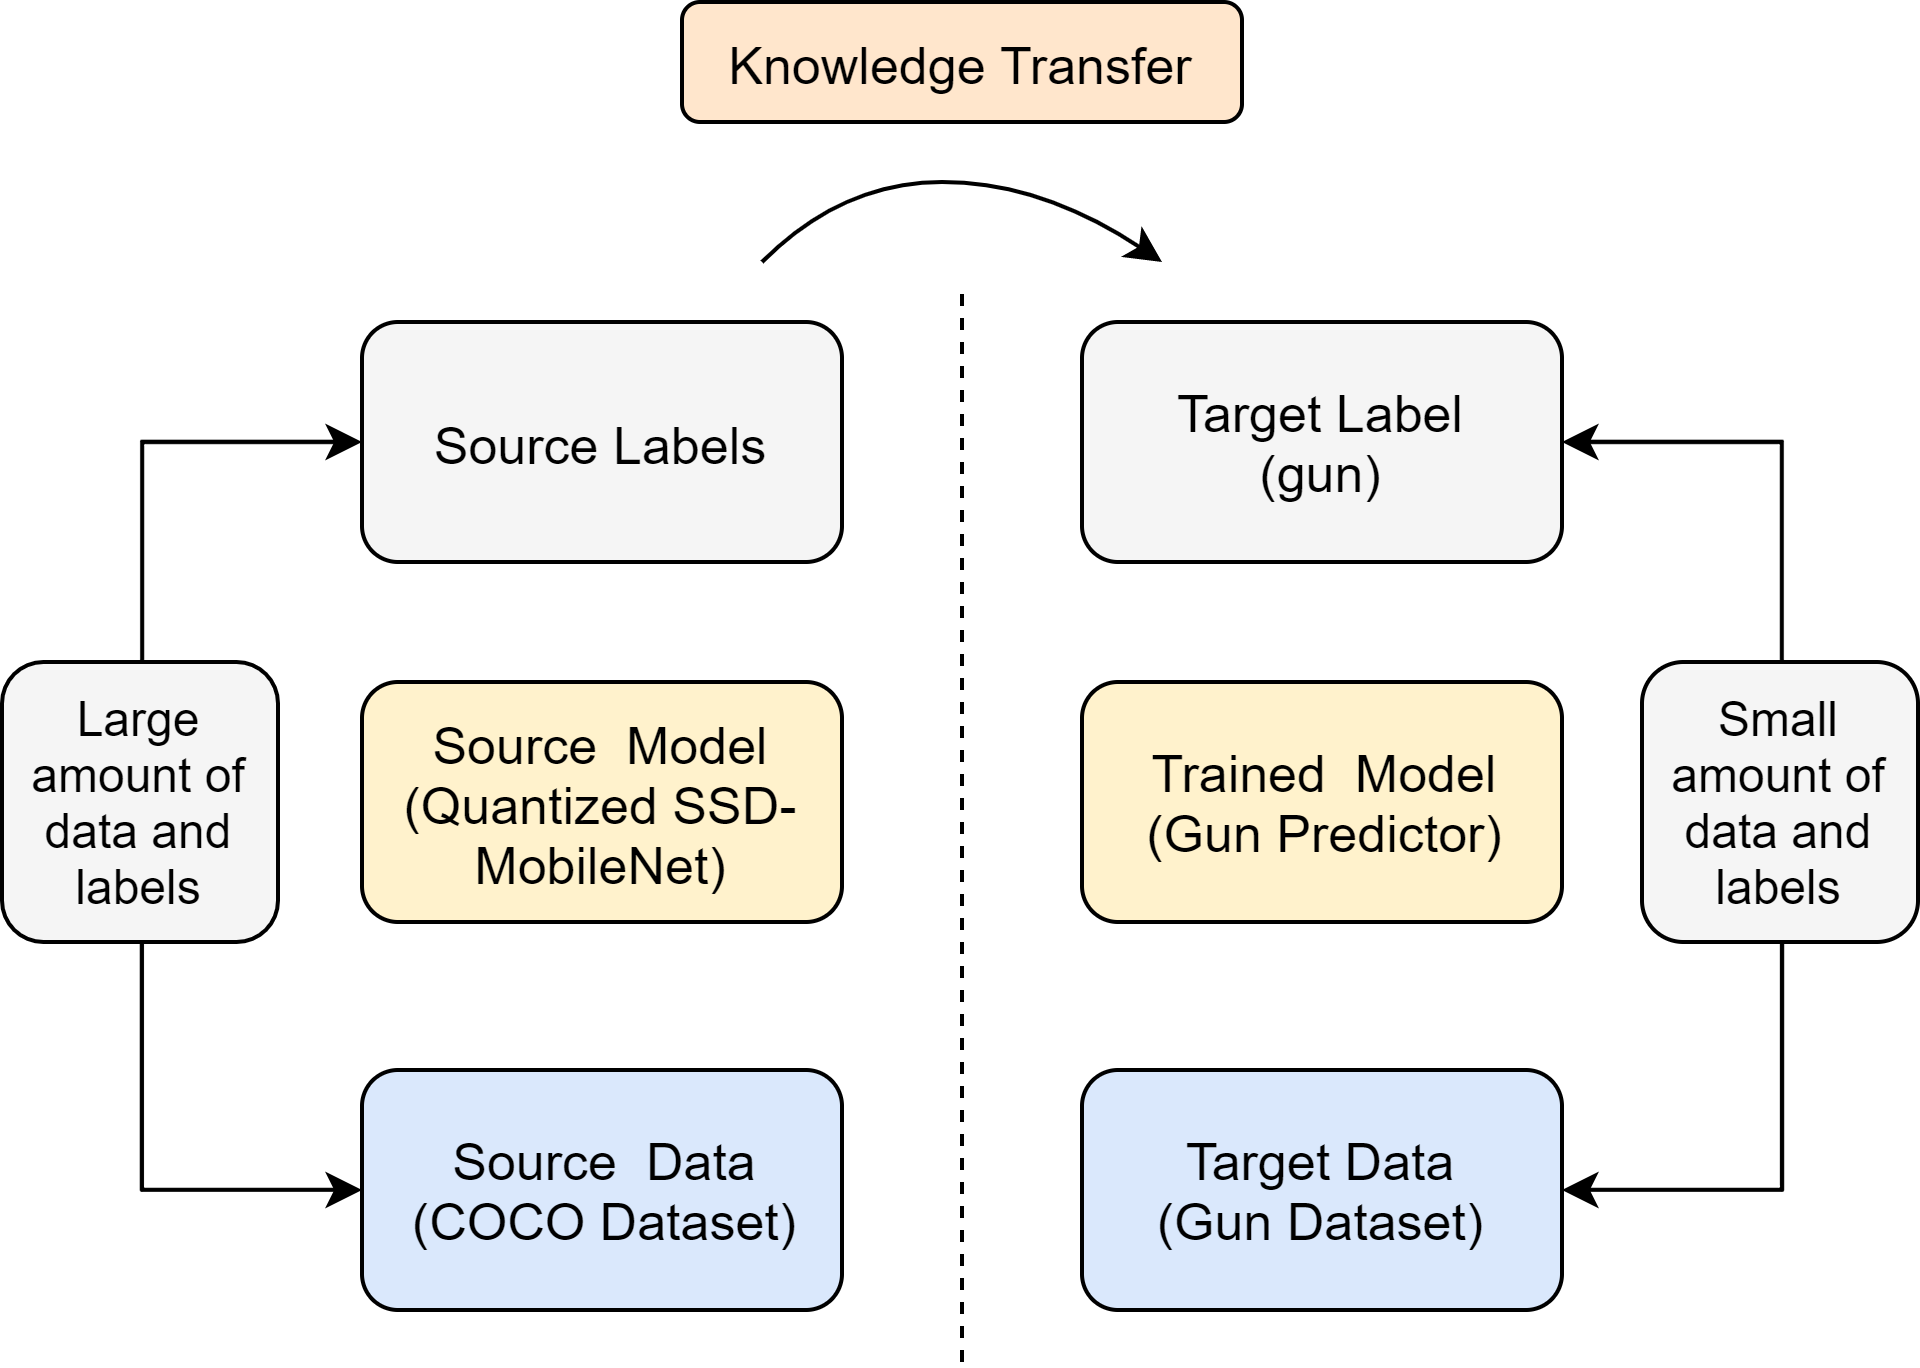 Knowledge Transfer
Source Labels
Target Label
(gun)
Large
amount of
data and
labels
Source Model
(Quantized SSD-
MobileNet)
Trained Model
(Gun Predictor)
Small
amount of
data and
labels
Source Data
(COCO Dataset)
Target Data
(Gun Dataset)